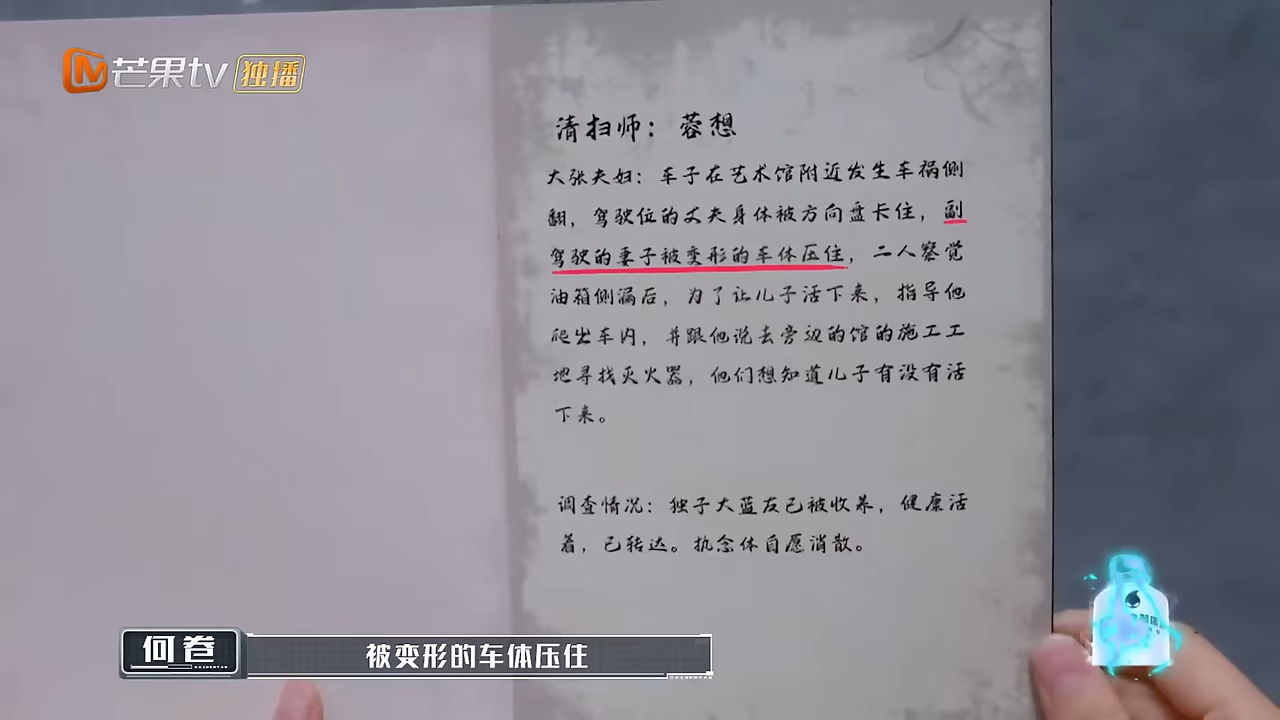 芒果tv 独播
清扫师：蓉想
大张夫妇：车子在艺术馆附近发生车祸侧
翻，驾驶位的丈夫身体被方向盘卡住，副
驾驶的妻子被变形的车体压住，二人察觉
油箱侧漏后，为了让儿子活下来，指导他
爬出车内，并跟他说去旁边的馆的施工工
地寻找灭火器，他们想知道儿子有没有活
下来。
调查情况：独子大蓝友已被收养，健康活
着，已转达。执念体自愿消散。
何卷
被变形的车体压住